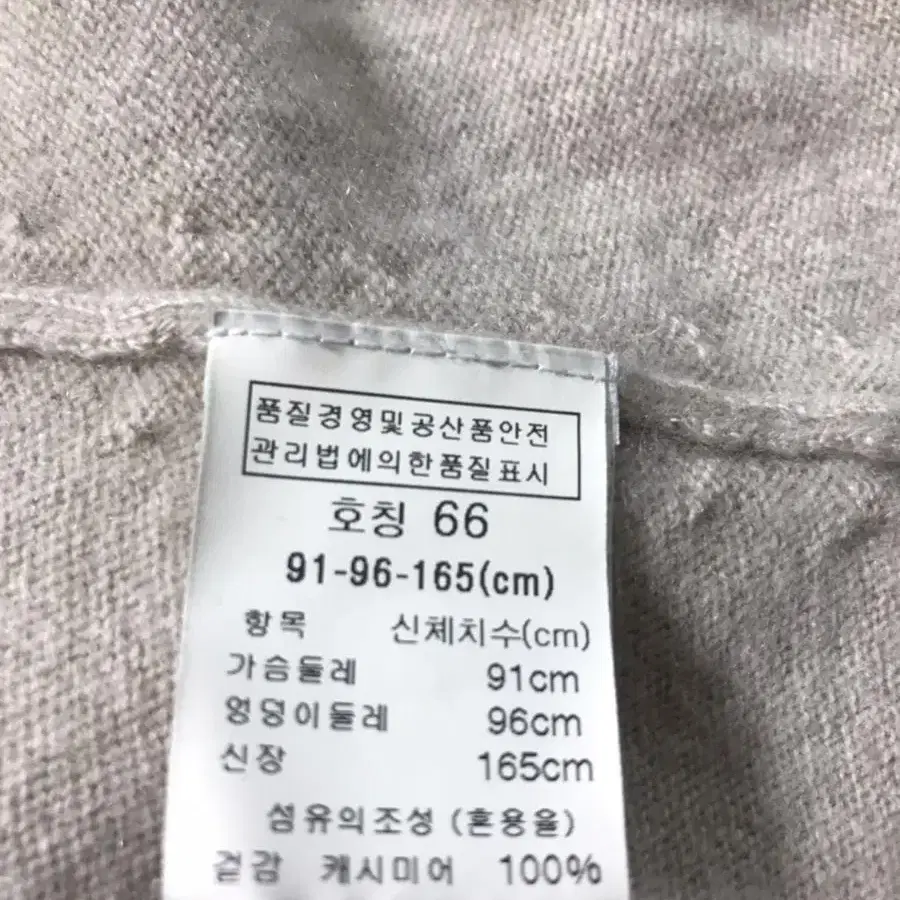 품질경영및공산품안전
관리법에의한품질표시
호칭 66
91-96-165(cm)
항목 신체치수(cm)
가슴둘레 91cm
엉덩이둘레 96cm
신장 165cm
섬유의조성 (혼용율)
겉감 캐시미어 100%